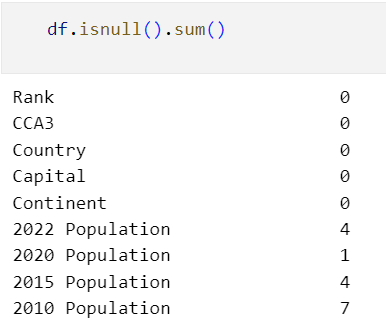 df.isnull().sum()
Rank 0
CCA3 0
Country 0
Capital 0
Continent 0
2022 Population 4
2020 Population 1
2015 Population 4
2010 Population 7